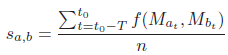 s_{a,b} = \frac{\sum_{t=t_0-T}^{t_0} f(M_{a_t}, M_{b_t})}{n}